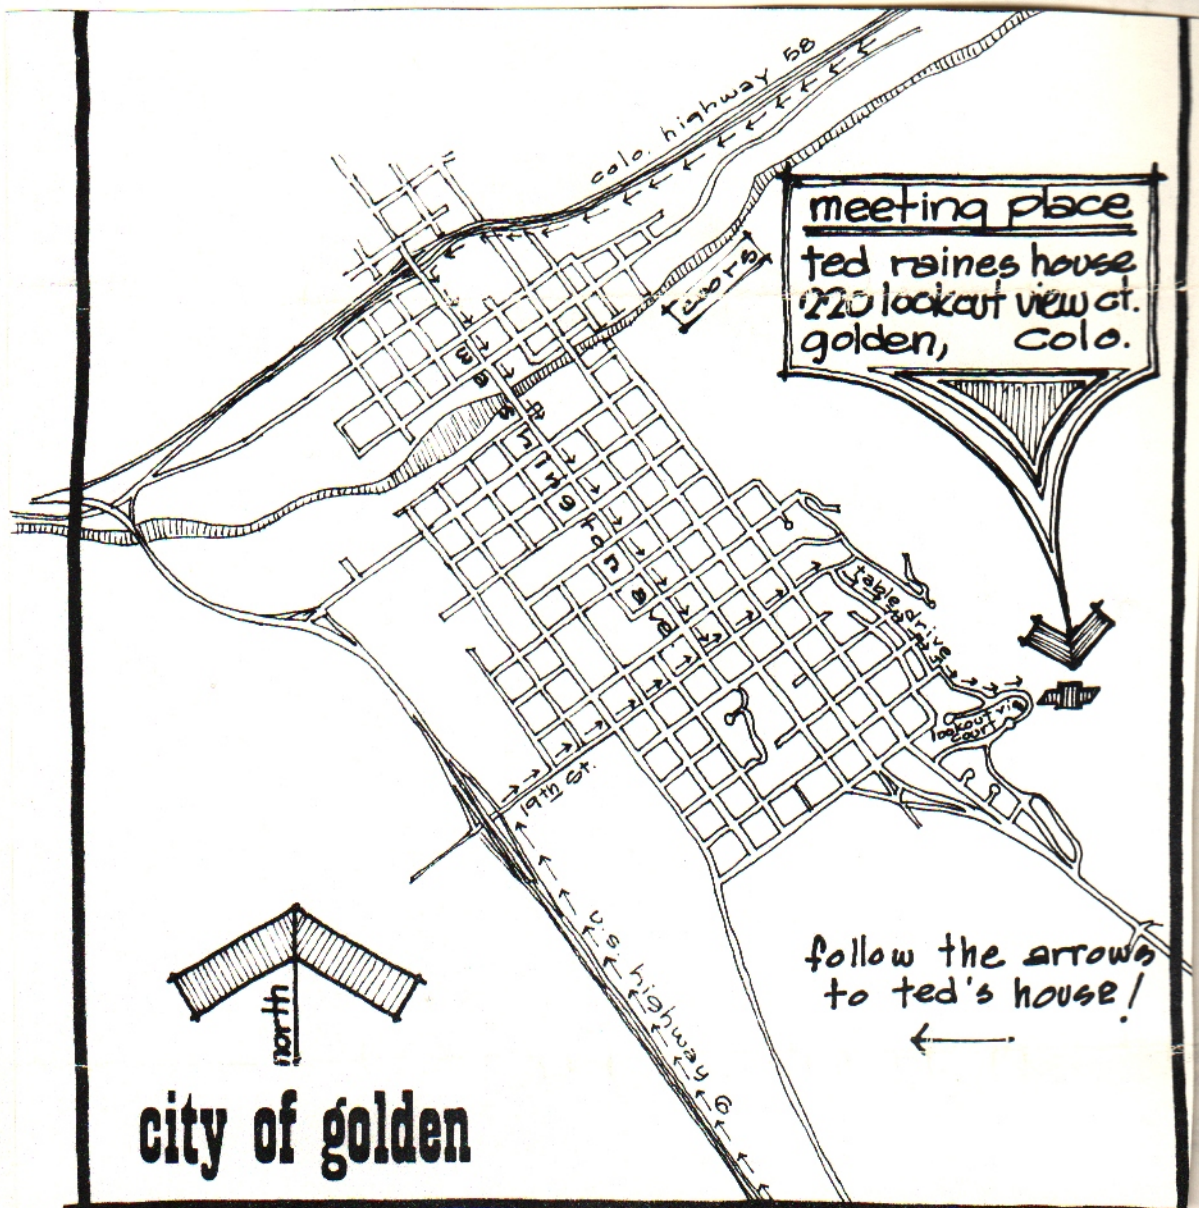 colo. highway 58
meeting place
ted raines house
220 lookout view ct.
golden, colo.
coors
washington ave
table drive
lookout vi
court
19th St.
u.s. highway 6
follow the arrows
to ted's house!
north
city of golden